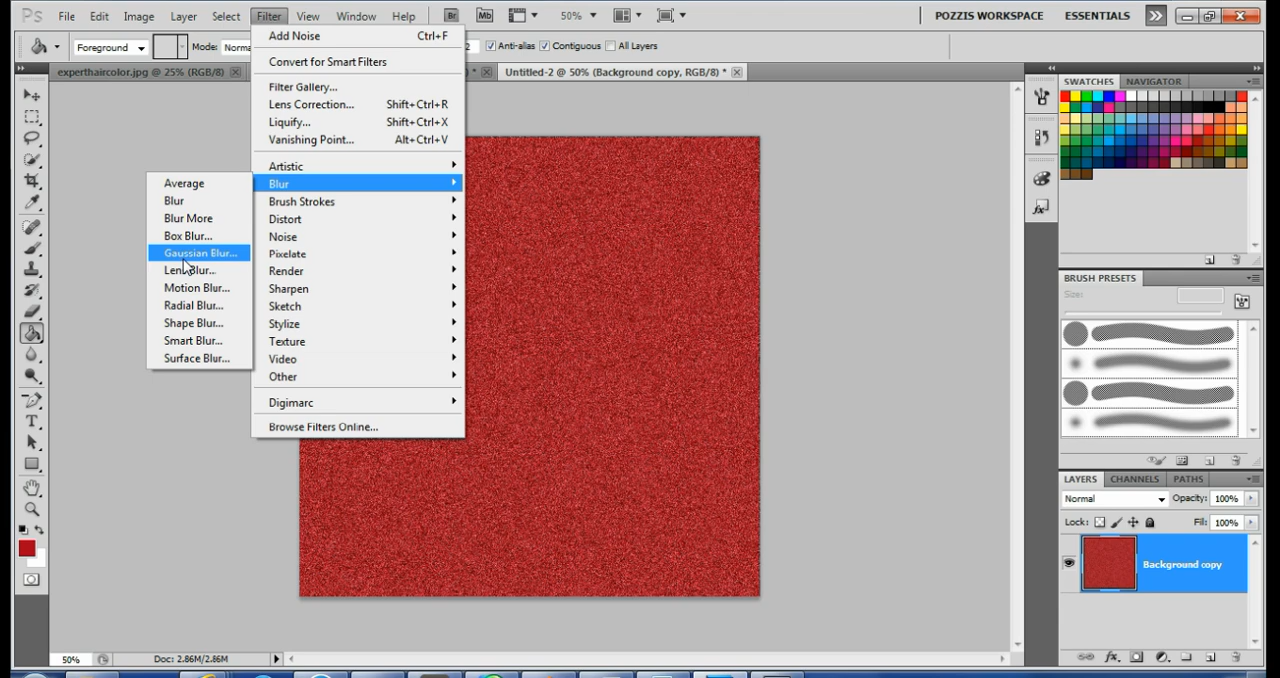 Ps File Edit Image Layer Select Filter View Window Help Br Mb 50% POZZIS WORKSPACE ESSENTIALS
Foreground Mode: Norma 2 Anti-alias Contiguous All Layers
experthaircolor.jpg @ 25% (RGB/8) * Untitled-2 @ 50% (Background copy, RGB/8) *
Add Noise Ctrl+F
Convert for Smart Filters
Filter Gallery...
Lens Correction... Shift+Ctrl+R
Liquify... Shift+Ctrl+X
Vanishing Point... Alt+Ctrl+V
Artistic
Blur
Brush Strokes
Distort
Noise
Pixelate
Render
Sharpen
Sketch
Stylize
Texture
Video
Other
Digimarc
Browse Filters Online...
Average
Blur
Blur More
Box Blur...
Gaussian Blur...
Lens Blur...
Motion Blur...
Radial Blur...
Shape Blur...
Smart Blur...
Surface Blur...
SWATCHES NAVIGATOR
BRUSH PRESETS
Size:
LAYERS CHANNELS PATHS
Normal Opacity: 100%
Lock: Fill: 100%
Background copy
50% Doc: 2.86M/2.86M